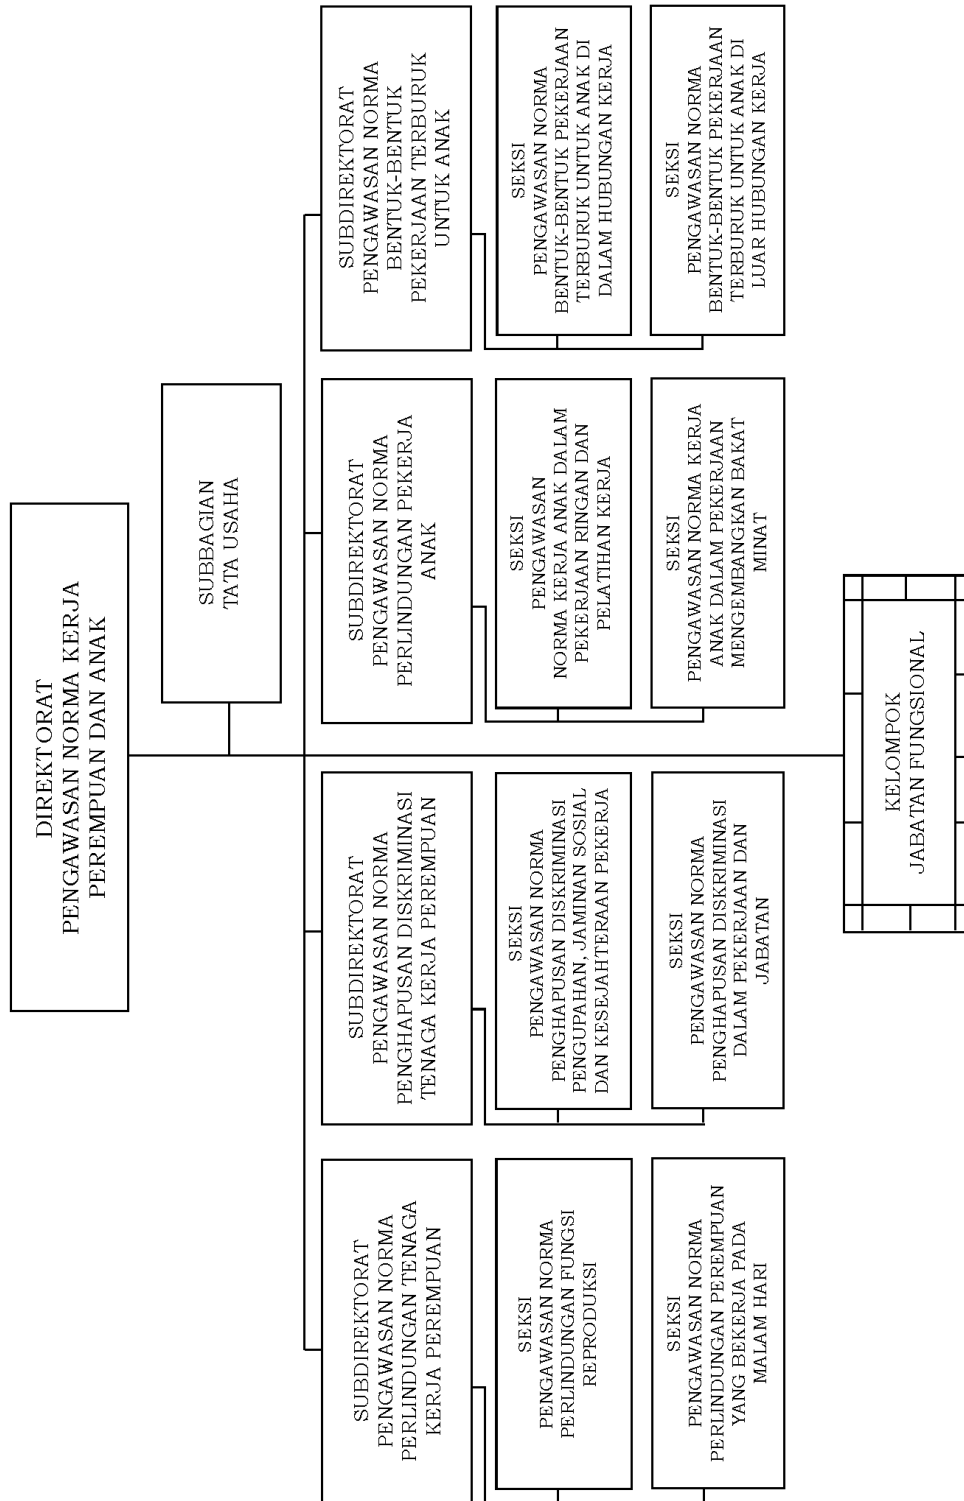 DIREKTORAT
PENGAWASAN NORMA KERJA
PEREMPUAN DAN ANAK
SUBBAGIAN
TATA USAHA
SUBDIREKTORAT
PENGAWASAN NORMA
PERLINDUNGAN TENAGA
KERJA PEREMPUAN
SUBDIREKTORAT
PENGAWASAN NORMA
PENGHAPUSAN DISKRIMINASI
TENAGA KERJA PEREMPUAN
SUBDIREKTORAT
PENGAWASAN NORMA
PERLINDUNGAN PEKERJA
ANAK
SUBDIREKTORAT
PENGAWASAN NORMA
BENTUK-BENTUK
PEKERJAAN TERBURUK
UNTUK ANAK
SEKSI
PENGAWASAN NORMA
PERLINDUNGAN FUNGSI
REPRODUKSI
SEKSI
PENGAWASAN NORMA
PENGHAPUSAN DISKRIMINASI
PENGUPAHAN, JAMINAN SOSIAL
DAN KESEJAHTERAAN PEKERJA
SEKSI
PENGAWASAN
NORMA KERJA ANAK DALAM
PEKERJAAN RINGAN DAN
PELATIHAN KERJA
SEKSI
PENGAWASAN NORMA
BENTUK-BENTUK PEKERJAAN
TERBURUK UNTUK ANAK DI
DALAM HUBUNGAN KERJA
SEKSI
PENGAWASAN NORMA
PERLINDUNGAN PEREMPUAN
YANG BEKERJA PADA
MALAM HARI
SEKSI
PENGAWASAN NORMA
PENGHAPUSAN DISKRIMINASI
DALAM PEKERJAAN DAN
JABATAN
SEKSI
PENGAWASAN NORMA KERJA
ANAK DALAM PEKERJAAN
MENGEMBANGKAN BAKAT
MINAT
SEKSI
PENGAWASAN NORMA
BENTUK-BENTUK PEKERJAAN
TERBURUK UNTUK ANAK DI
LUAR HUBUNGAN KERJA
KELOMPOK
JABATAN FUNGSIONAL